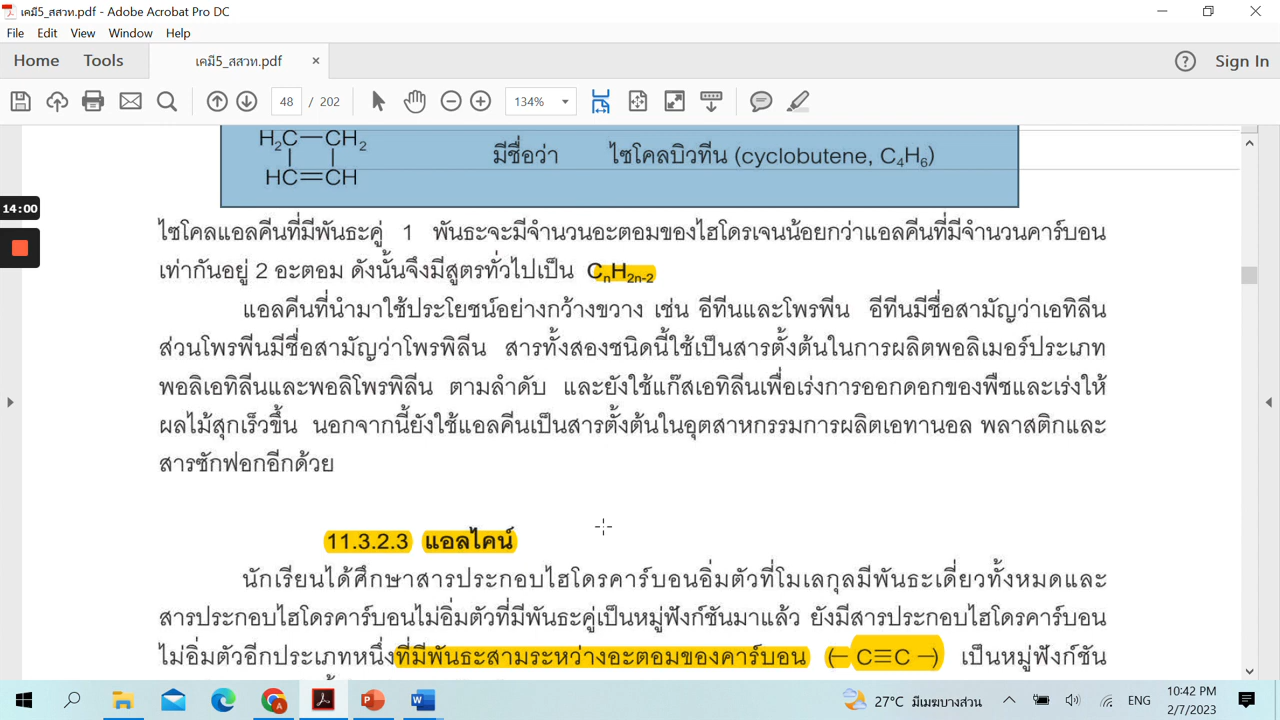 เคมี5_สสวท.pdf - Adobe Acrobat Pro DC
File Edit View Window Help
Home Tools เคมี5_สสวท.pdf × Sign In
48 / 202 134%
H₂C—CH₂
HC=CH
มีชื่อว่า ไซโคลบิวทีน (cyclobutene, C₄H₆)
14:00
ไซโคลแอลคีนที่มีพันธะคู่ 1 พันธะจะมีจำนวนอะตอมของไฮโดรเจนน้อยกว่าแอลคีนที่มีจำนวนคาร์บอน
เท่ากันอยู่ 2 อะตอม ดังนั้นจึงมีสูตรทั่วไปเป็น CₙH₂ₙ₋₂
แอลคีนที่นำมาใช้ประโยชน์อย่างกว้างขวาง เช่น อีทีนและโพรพีน อีทีนมีชื่อสามัญว่าเอทิลีน
ส่วนโพรพีนมีชื่อสามัญว่าโพรพิลีน สารทั้งสองชนิดนี้ใช้เป็นสารตั้งต้นในการผลิตพอลิเมอร์ประเภท
พอลิเอทิลีนและพอลิโพรพิลีน ตามลำดับ และยังใช้แก๊สเอทิลีนเพื่อเร่งการออกดอกของพืชและเร่งให้
ผลไม้สุกเร็วขึ้น นอกจากนี้ยังใช้แอลคีนเป็นสารตั้งต้นในอุตสาหกรรมการผลิตเอทานอล พลาสติกและ
สารซักฟอกอีกด้วย
11.3.2.3 แอลไคน์
นักเรียนได้ศึกษาสารประกอบไฮโดรคาร์บอนอิ่มตัวที่โมเลกุลมีพันธะเดี่ยวทั้งหมดและ
สารประกอบไฮโดรคาร์บอนไม่อิ่มตัวที่มีพันธะคู่เป็นหมู่ฟังก์ชันมาแล้ว ยังมีสารประกอบไฮโดรคาร์บอน
ไม่อิ่มตัวอีกประเภทหนึ่งที่มีพันธะสามระหว่างอะตอมของคาร์บอน (— C≡C —) เป็นหมู่ฟังก์ชัน
27°C มีเมฆบางส่วน ENG
10:42 PM
2/7/2023